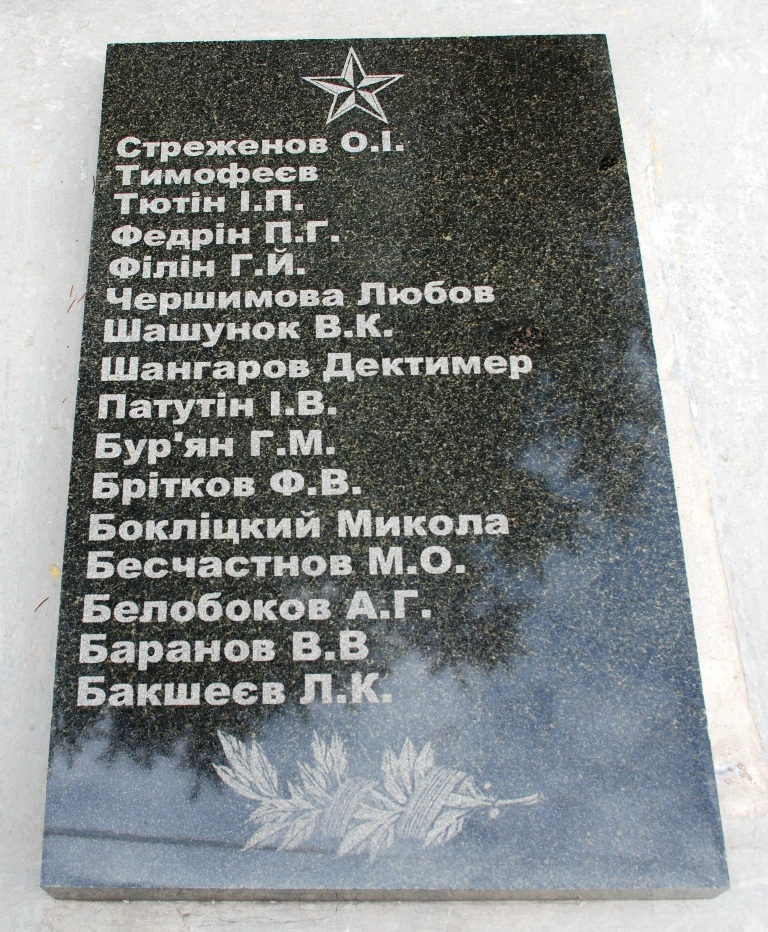 Стреженов О.І.
Тимофеєв
Тютін І.П.
Федрін П.Г.
Філін Г.Й.
Чершимова Любов
Шашунок В.К.
Шангаров Дектимер
Патутін І.В.
Бур'ян Г.М.
Брітков Ф.В.
Бокліцкий Микола
Бесчастнов М.О.
Белобоков А.Г.
Баранов В.В
Бакшеєв Л.К.